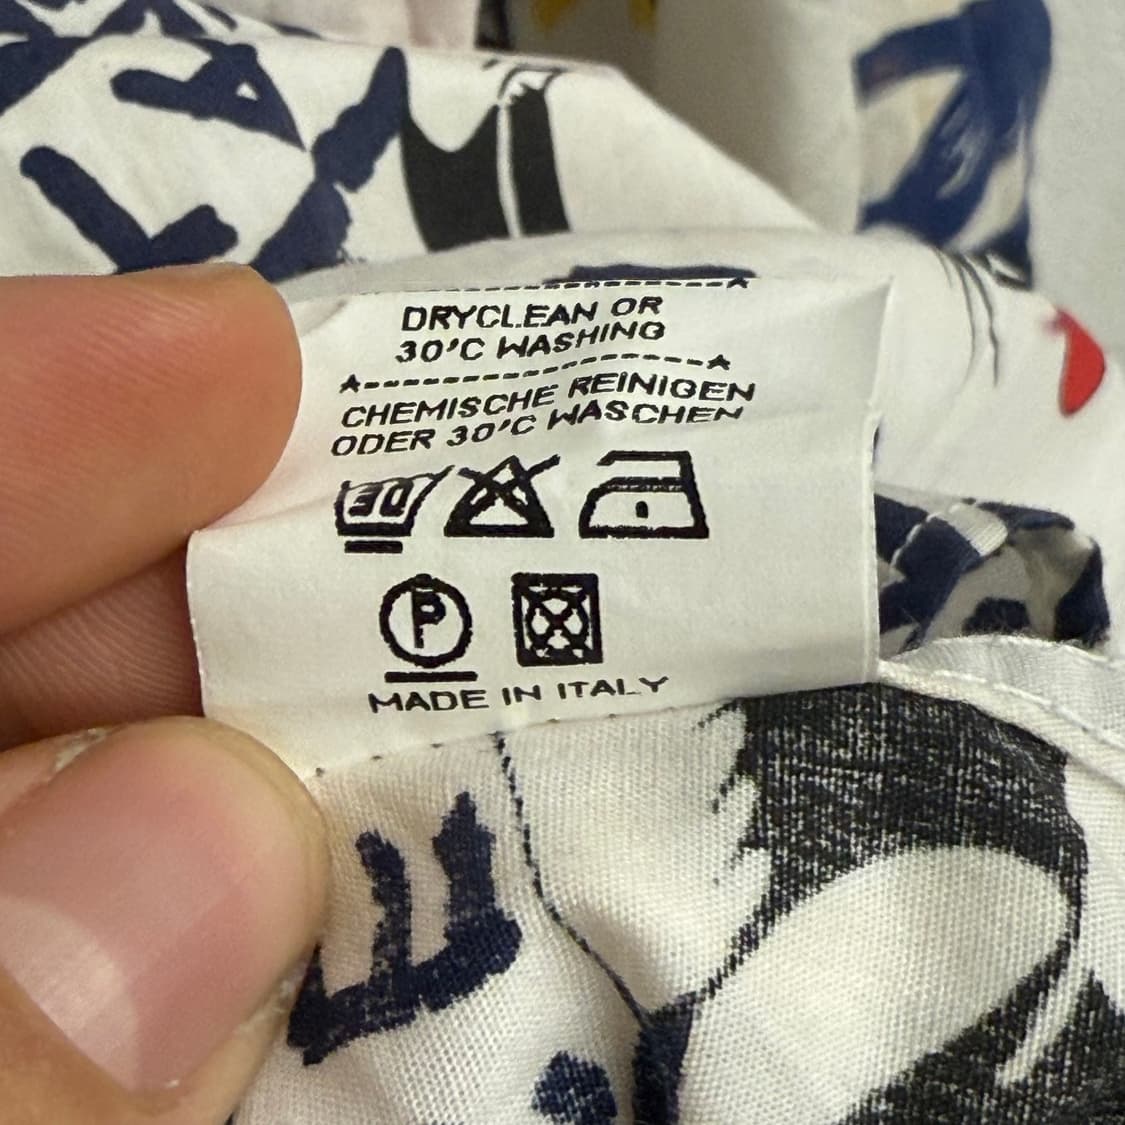 DRYCLEAN OR
30'C WASHING
CHEMISCHE REINIGEN
ODER 30'C WASCHEN
30
P
MADE IN ITALY